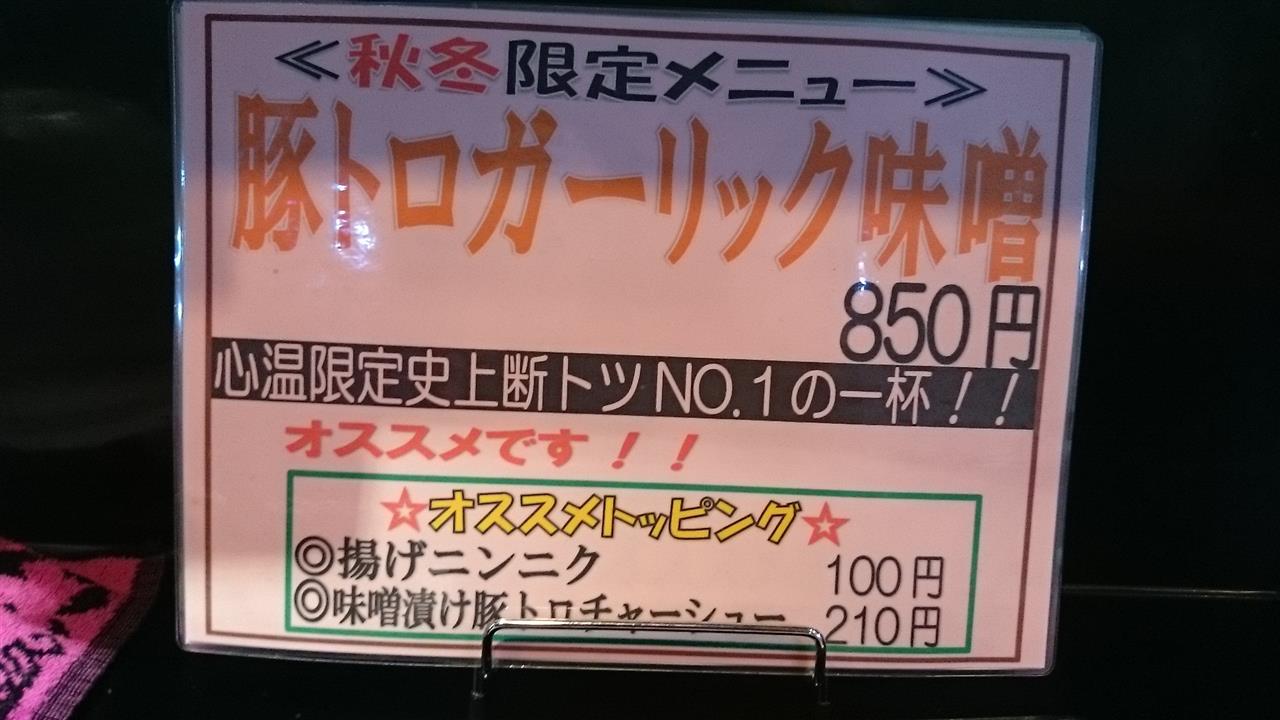 ≪秋冬限定メニュー≫
豚トロガーリック味噌
850円
心温限定史上断トツNO.1の一杯！！
オススメです！！
☆オススメトッピング☆
◎揚げニンニク 100円
◎味噌漬け豚トロチャーシュー 210円